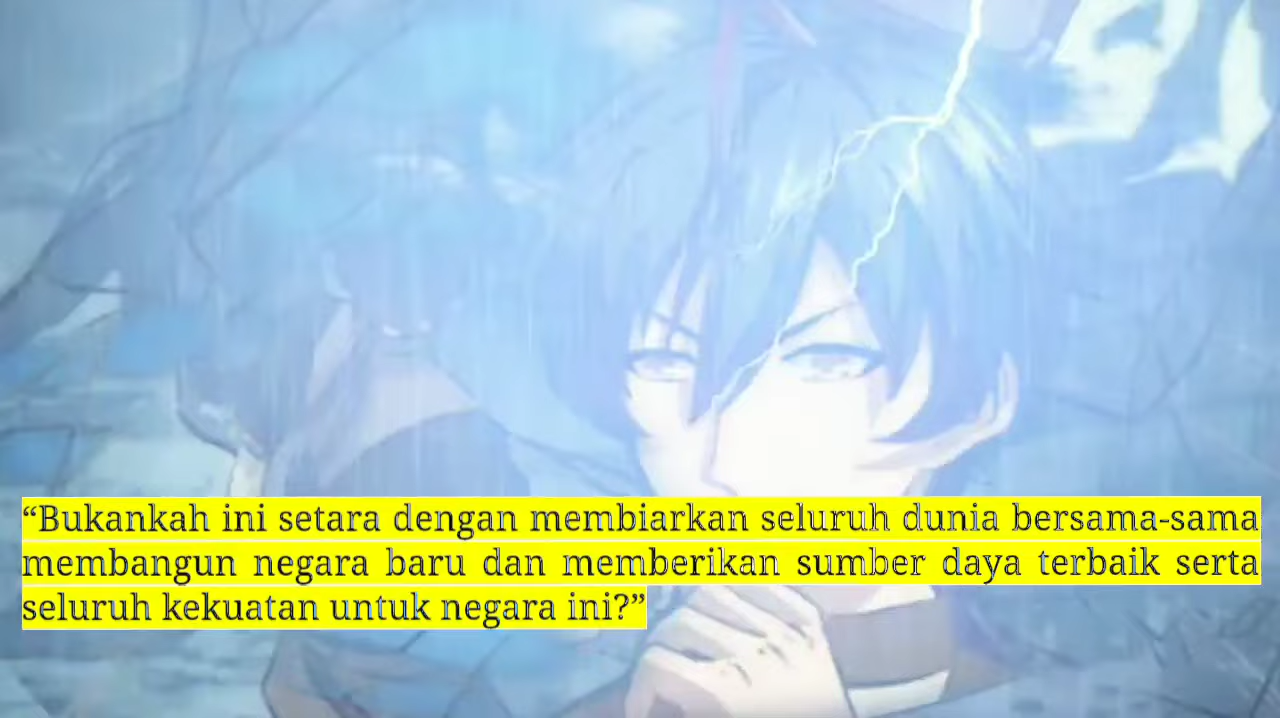 “Bukankah ini setara dengan membiarkan seluruh dunia bersama-sama
membangun negara baru dan memberikan sumber daya terbaik serta
seluruh kekuatan untuk negara ini?”